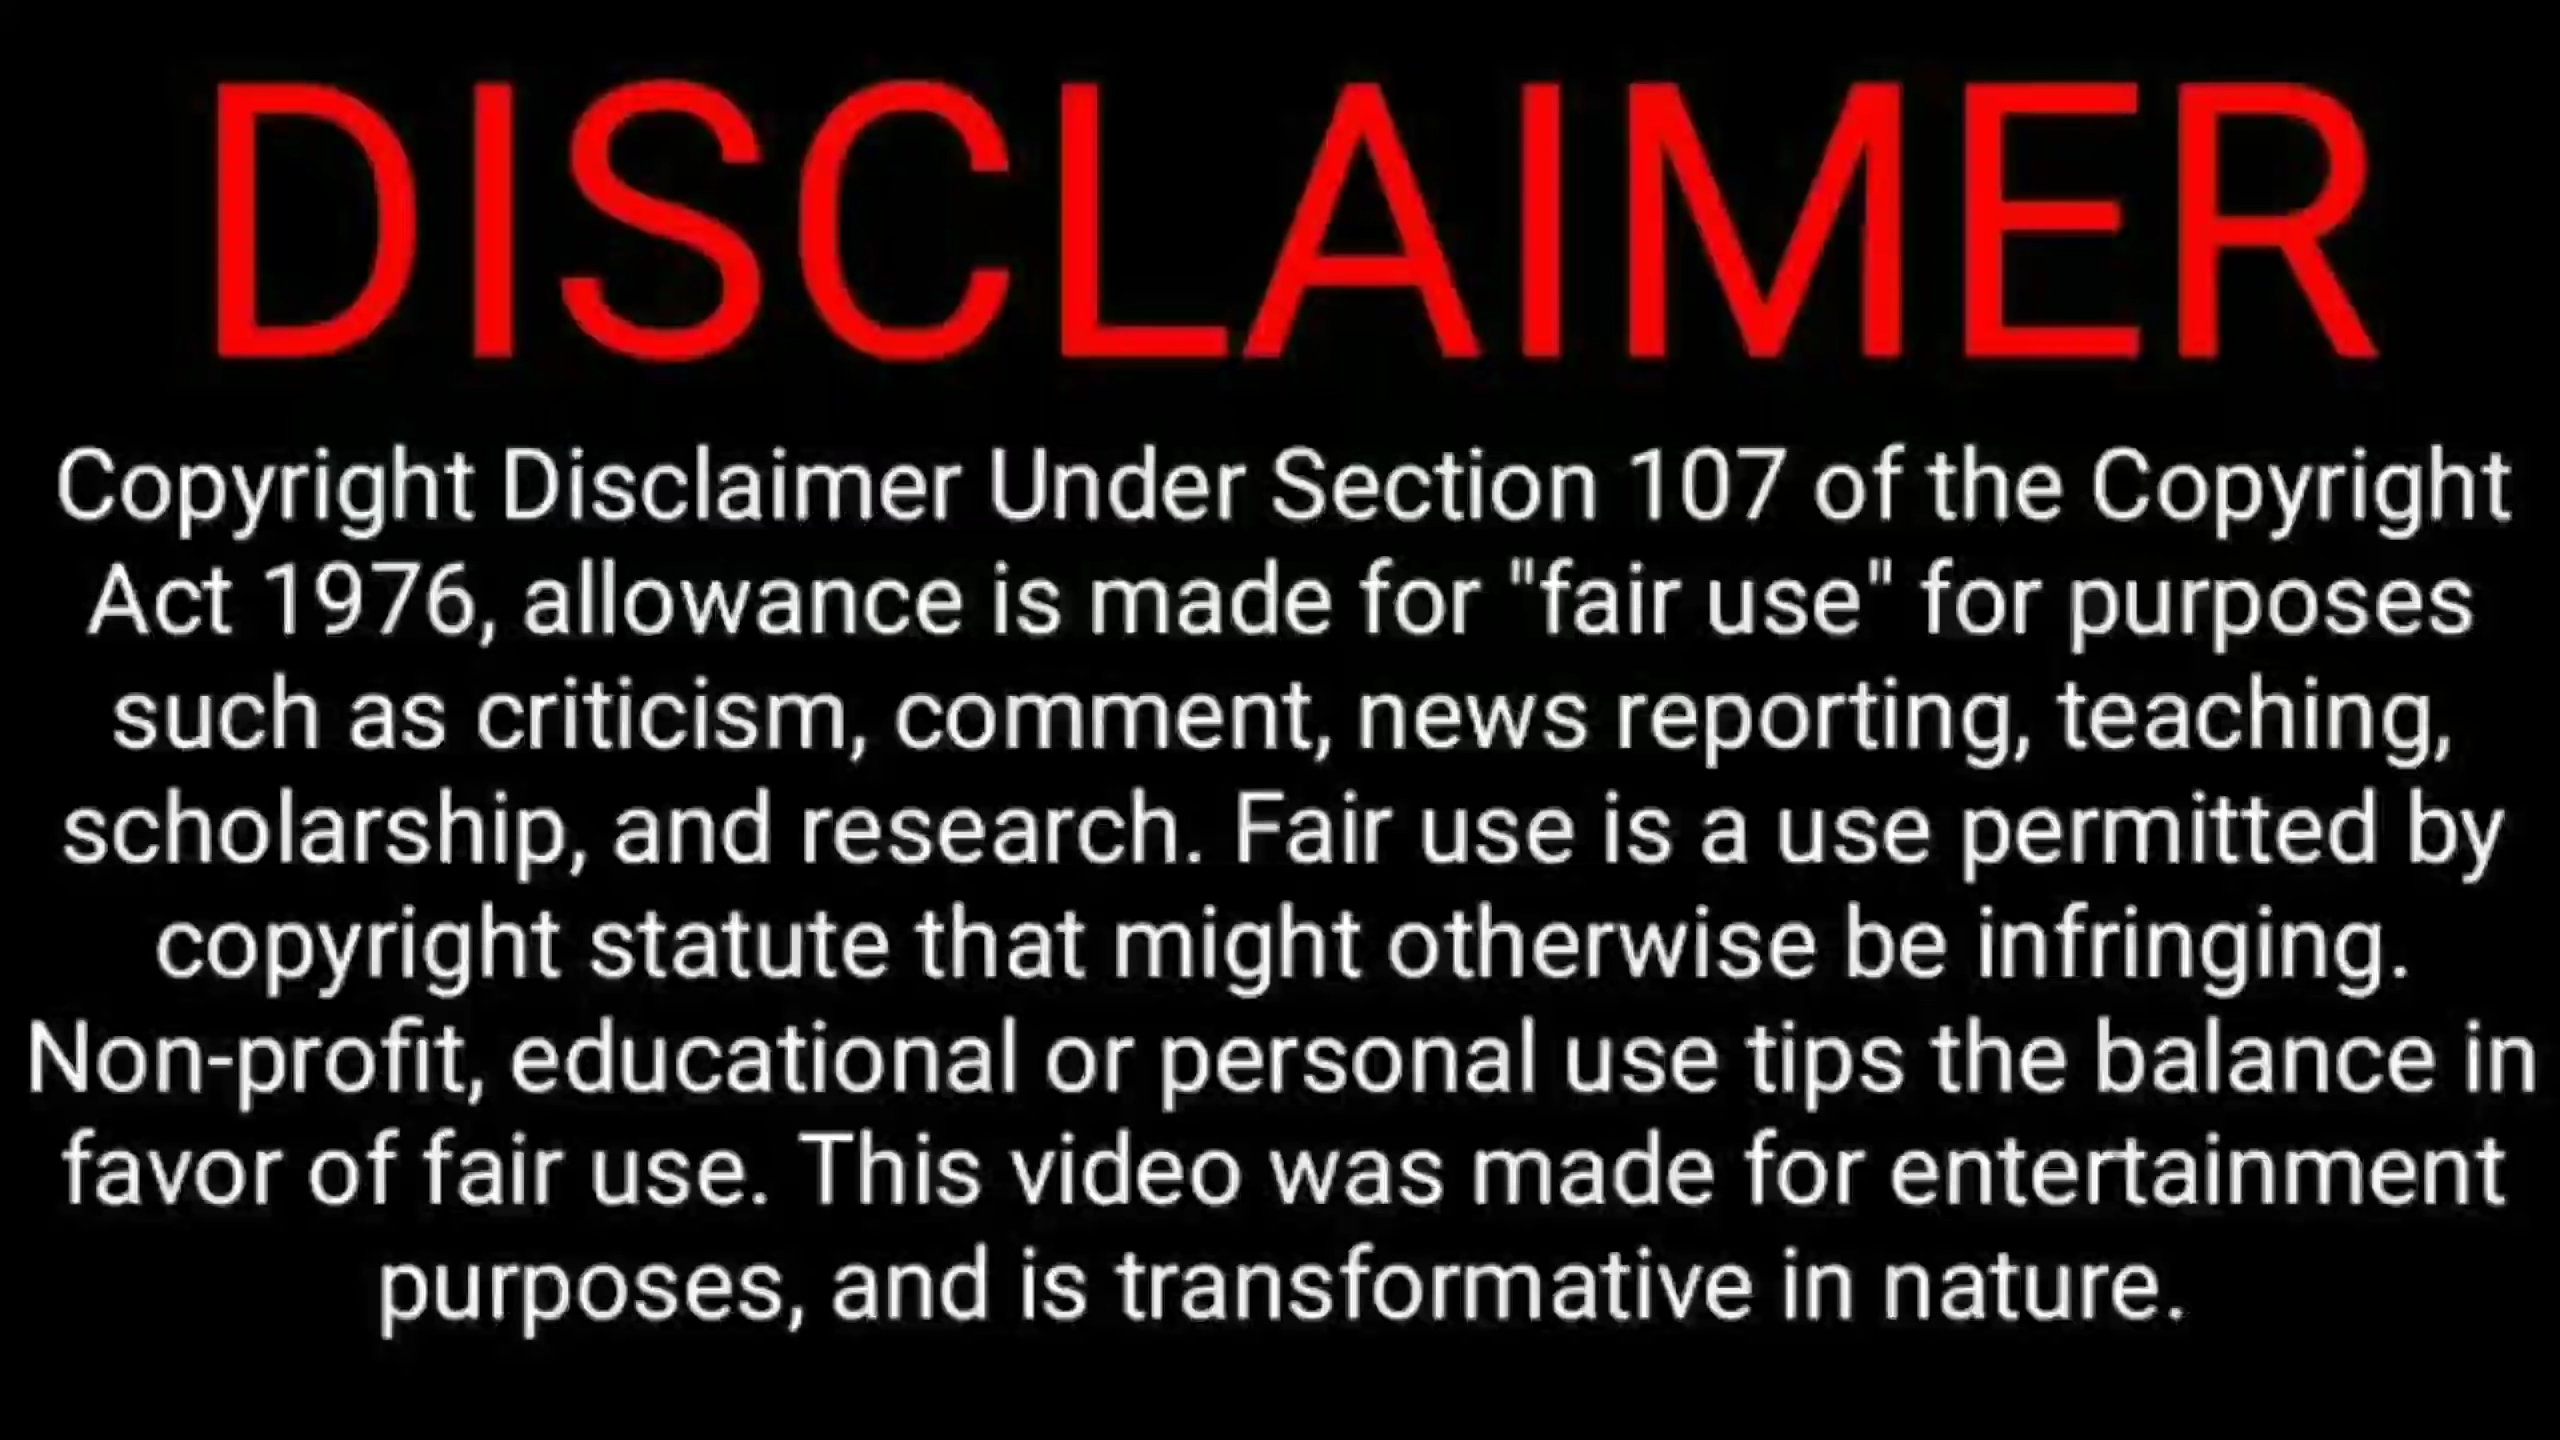 DISCLAIMER
Copyright Disclaimer Under Section 107 of the Copyright
Act 1976, allowance is made for "fair use" for purposes
such as criticism, comment, news reporting, teaching,
scholarship, and research. Fair use is a use permitted by
copyright statute that might otherwise be infringing.
Non-profit, educational or personal use tips the balance in
favor of fair use. This video was made for entertainment
purposes, and is transformative in nature.